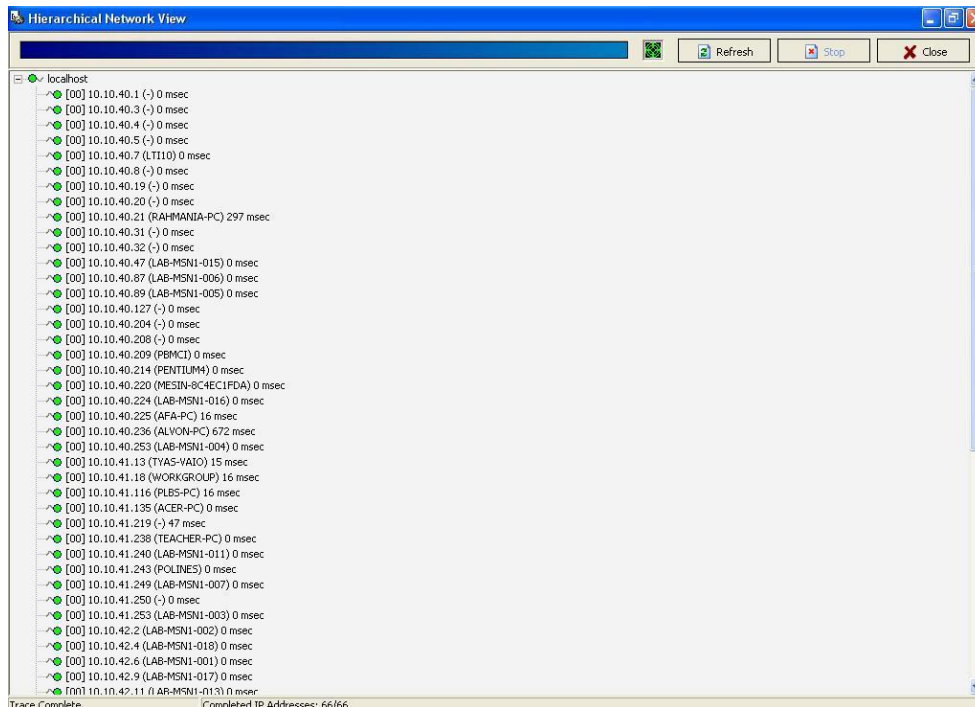 Hierarchical Network View
Refresh
Stop
Close
localhost
[00] 10.10.40.1 (-) 0 msec
[00] 10.10.40.3 (-) 0 msec
[00] 10.10.40.4 (-) 0 msec
[00] 10.10.40.5 (-) 0 msec
[00] 10.10.40.7 (LTI10) 0 msec
[00] 10.10.40.8 (-) 0 msec
[00] 10.10.40.19 (-) 0 msec
[00] 10.10.40.20 (-) 0 msec
[00] 10.10.40.21 (RAHMANIA-PC) 297 msec
[00] 10.10.40.31 (-) 0 msec
[00] 10.10.40.32 (-) 0 msec
[00] 10.10.40.47 (LAB-MSN1-015) 0 msec
[00] 10.10.40.87 (LAB-MSN1-006) 0 msec
[00] 10.10.40.89 (LAB-MSN1-005) 0 msec
[00] 10.10.40.127 (-) 0 msec
[00] 10.10.40.204 (-) 0 msec
[00] 10.10.40.208 (-) 0 msec
[00] 10.10.40.209 (PBMCI) 0 msec
[00] 10.10.40.214 (PENTIUM4) 0 msec
[00] 10.10.40.220 (MESIN-8C4EC1FDA) 0 msec
[00] 10.10.40.224 (LAB-MSN1-016) 0 msec
[00] 10.10.40.225 (AFA-PC) 16 msec
[00] 10.10.40.236 (ALVON-PC) 672 msec
[00] 10.10.40.253 (LAB-MSN1-004) 0 msec
[00] 10.10.41.13 (TYAS-VAIO) 15 msec
[00] 10.10.41.18 (WORKGROUP) 16 msec
[00] 10.10.41.116 (PLBS-PC) 16 msec
[00] 10.10.41.135 (ACER-PC) 0 msec
[00] 10.10.41.219 (-) 47 msec
[00] 10.10.41.238 (TEACHER-PC) 0 msec
[00] 10.10.41.240 (LAB-MSN1-011) 0 msec
[00] 10.10.41.243 (POLINES) 0 msec
[00] 10.10.41.249 (LAB-MSN1-007) 0 msec
[00] 10.10.41.250 (-) 0 msec
[00] 10.10.41.253 (LAB-MSN1-003) 0 msec
[00] 10.10.42.2 (LAB-MSN1-002) 0 msec
[00] 10.10.42.4 (LAB-MSN1-018) 0 msec
[00] 10.10.42.6 (LAB-MSN1-001) 0 msec
[00] 10.10.42.9 (LAB-MSN1-017) 0 msec
[00] 10.10.42.11 (LAB-MSN1-013) 0 msec
Trace Complete
Completed IP Addresses: 66/66